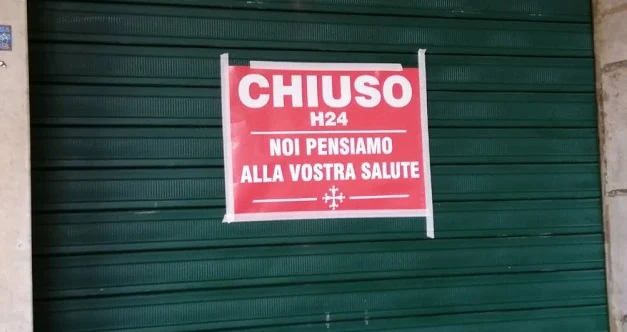 CHIUSO
H24
NOI PENSIAMO
ALLA VOSTRA SALUTE